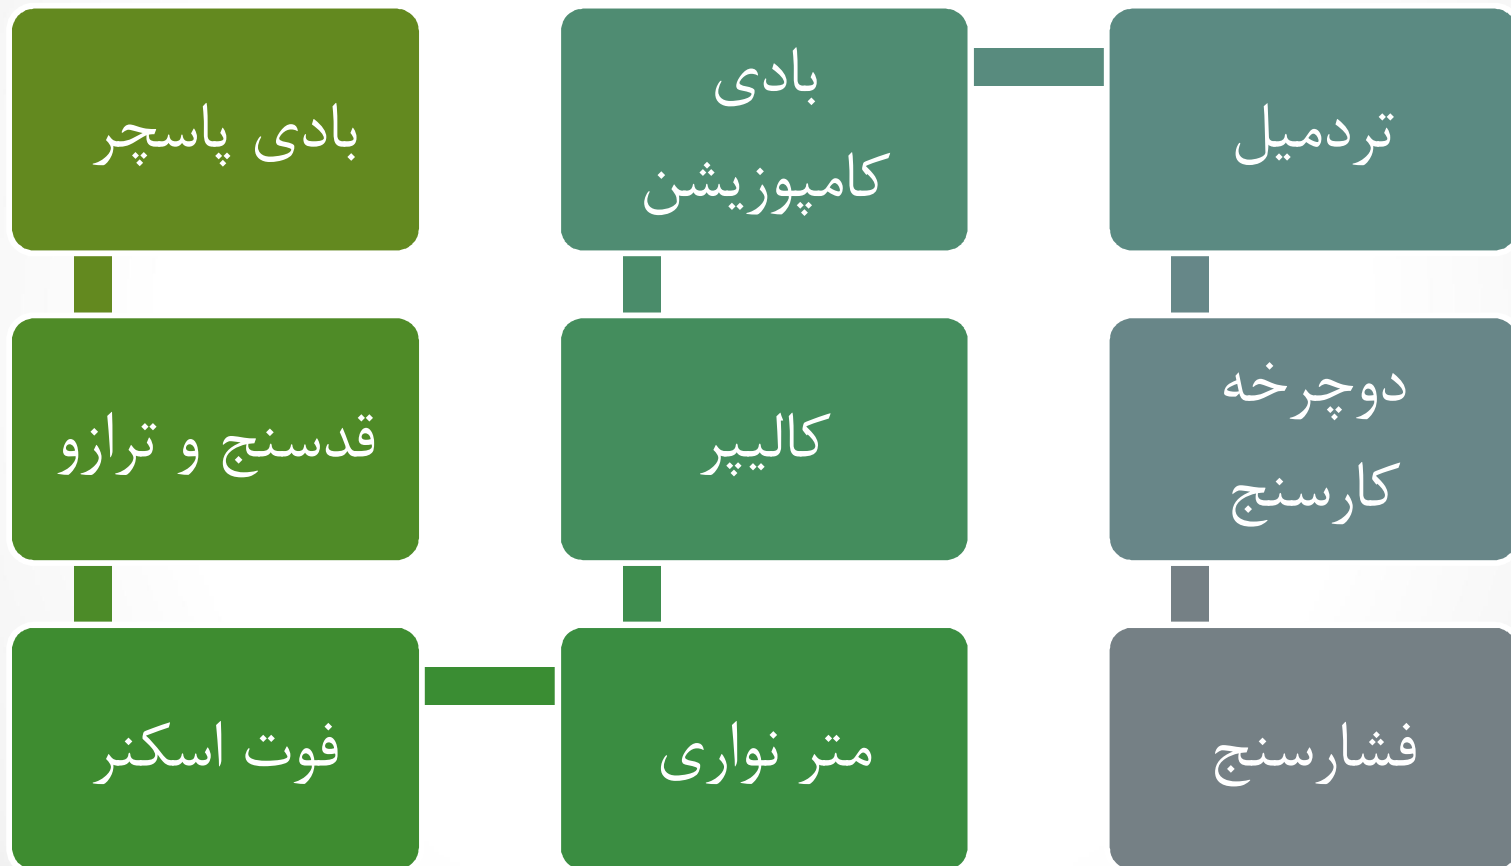 بادی پاسچر
قدسنج و ترازو
فوت اسکنر
متر نواری
کالیپر
بادی
کامپوزیشن
تردمیل
دوچرخه
کارسنج
فشارسنج